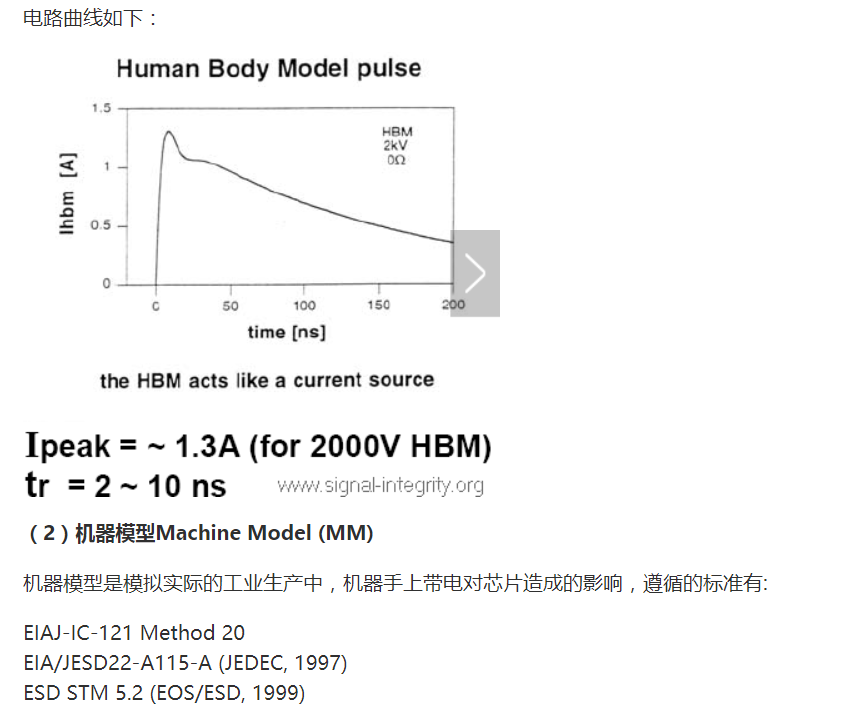 电路曲线如下：
Human Body Model pulse
1.5
HBM
2kV
0Ω
1
Ihbm [A]
0.5
0
0 50 100 150 200
time [ns]
the HBM acts like a current source
Ipeak = ~ 1.3A (for 2000V HBM)
tr = 2 ~ 10 ns
www.signal-integrity.org
（2）机器模型Machine Model (MM)
机器模型是模拟实际的工业生产中，机器手上带电对芯片造成的影响，遵循的标准有:
EIAJ-IC-121 Method 20
EIA/JESD22-A115-A (JEDEC, 1997)
ESD STM 5.2 (EOS/ESD, 1999)